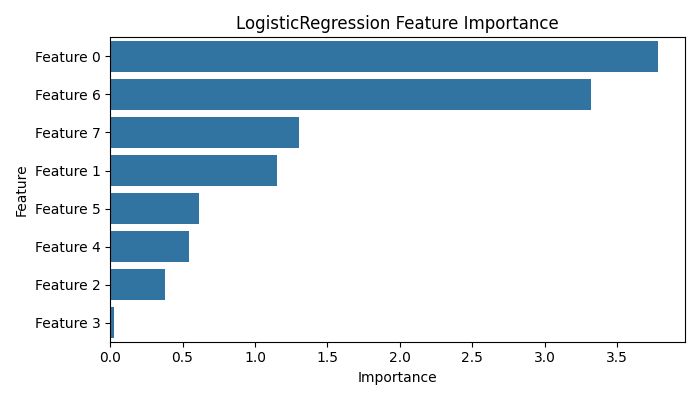 LogisticRegression Feature Importance
Feature 0
Feature 6
Feature 7
Feature 1
Feature 5
Feature 4
Feature 2
Feature 3
Feature
0.0 0.5 1.0 1.5 2.0 2.5 3.0 3.5
Importance